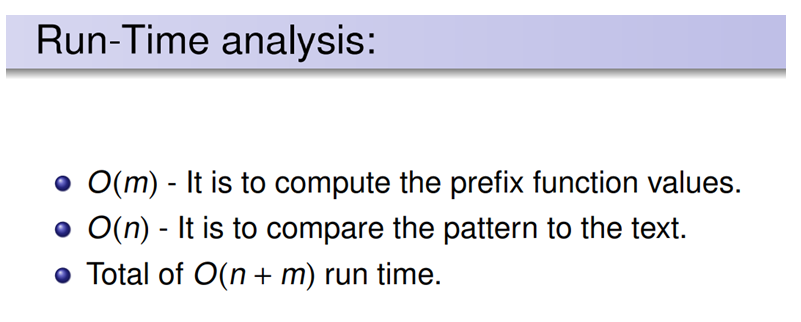 Run-Time analysis:
O(m) - It is to compute the prefix function values.
O(n) - It is to compare the pattern to the text.
Total of O(n + m) run time.